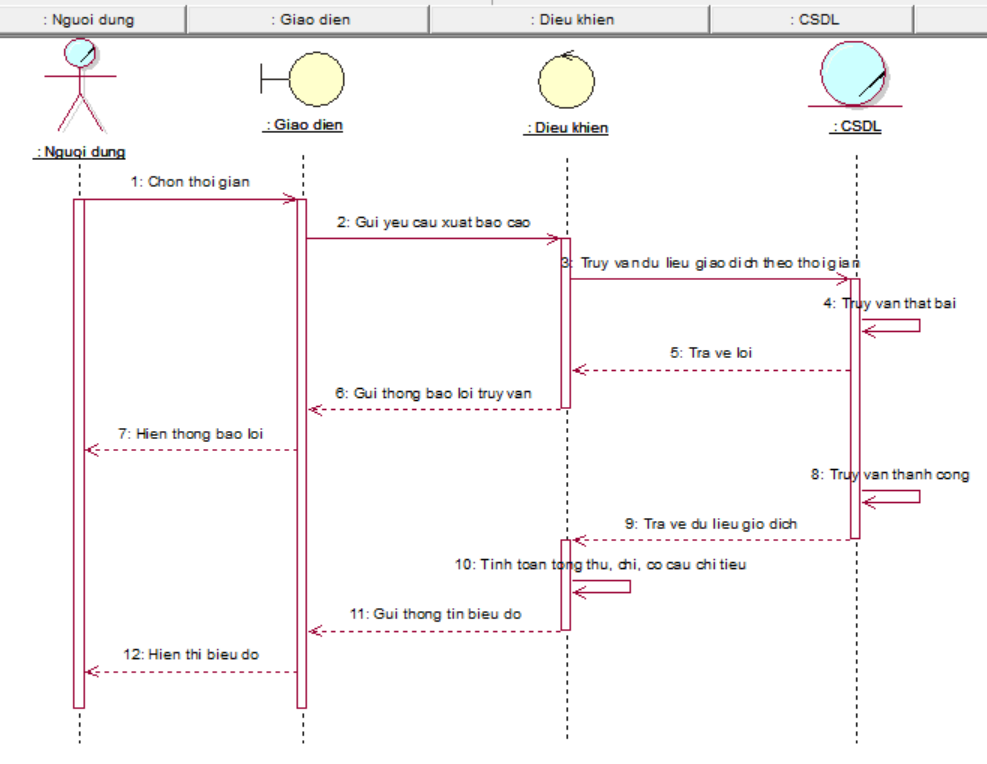 : Nguoi dung
: Giao dien
: Dieu khien
: CSDL
: Nguoi dung
: Giao dien
: Dieu khien
: CSDL
1: Chon thoi gian
2: Gui yeu cau xuat bao cao
3: Truy van du lieu giao dich theo thoi gian
4: Truy van that bai
5: Tra ve loi
6: Gui thong bao loi truy van
7: Hien thong bao loi
8: Truy van thanh cong
9: Tra ve du lieu gio dich
10: Tinh toan tong thu, chi, co cau chi tieu
11: Gui thong tin bieu do
12: Hien thi bieu do